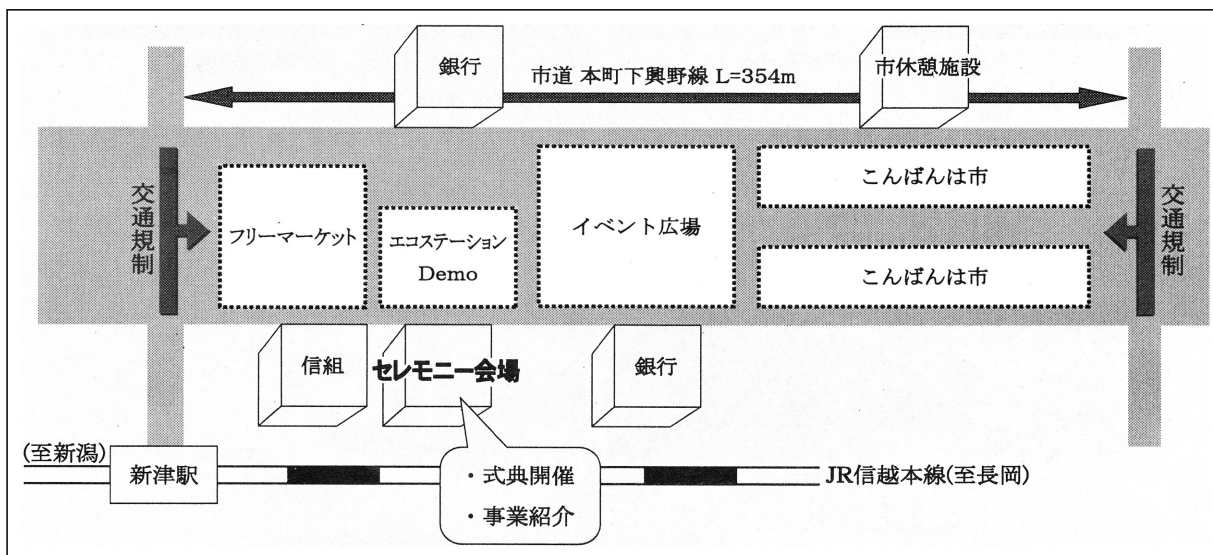 銀行
市道 本町下興野線 L=354m
市休憩施設
交通規制
フリーマーケット
エコステーション
Demo
イベント広場
こんばんは市
こんばんは市
交通規制
信組
セレモニー会場
銀行
(至新潟)
新津駅
・式典開催
・事業紹介
JR信越本線(至長岡)